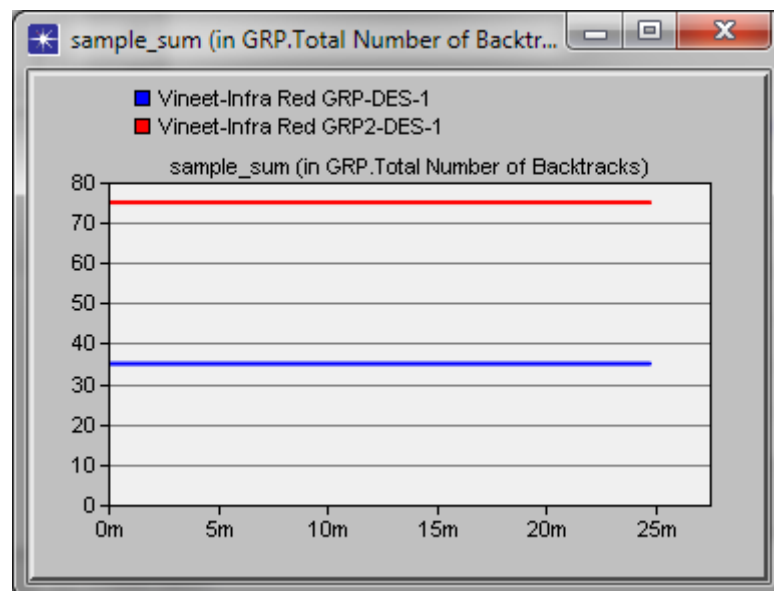 sample_sum (in GRP.Total Number of Backtr...
Vineet-Infra Red GRP-DES-1
Vineet-Infra Red GRP2-DES-1
sample_sum (in GRP.Total Number of Backtracks)
80
70
60
50
40
30
20
10
0
0m 5m 10m 15m 20m 25m